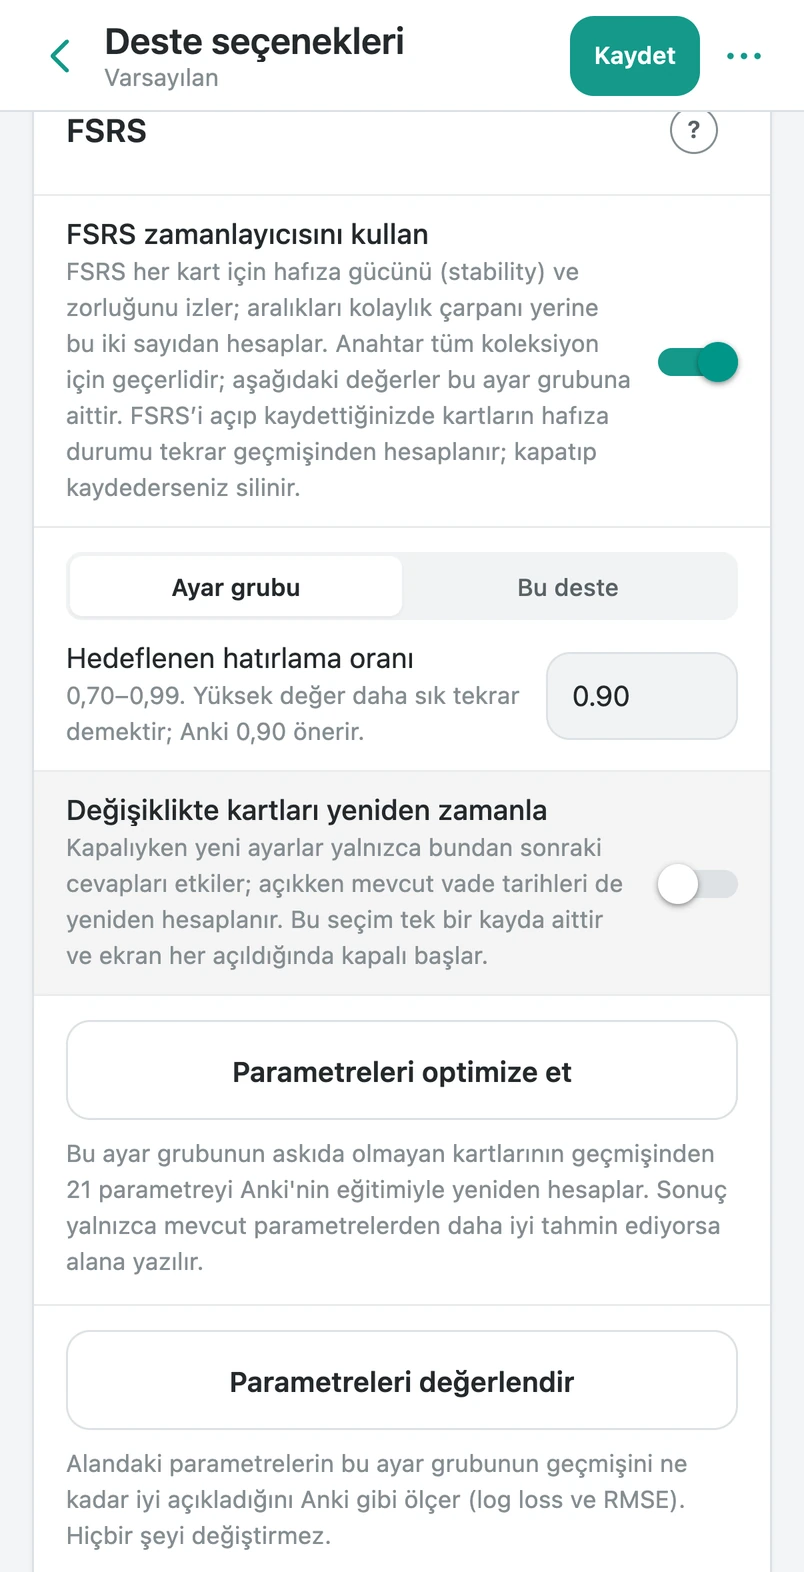 Deste seçenekleri
Varsayılan
Kaydet
FSRS
?
FSRS zamanlayıcısını kullan
FSRS her kart için hafıza gücünü (stability) ve
zorluğunu izler; aralıkları kolaylık çarpanı yerine
bu iki sayıdan hesaplar. Anahtar tüm koleksiyon
için geçerlidir; aşağıdaki değerler bu ayar grubuna
aittir. FSRS’i açıp kaydettiğinizde kartların hafıza
durumu tekrar geçmişinden hesaplanır; kapatıp
kaydederseniz silinir.
Ayar grubu
Bu deste
Hedeflenen hatırlama oranı
0,70–0,99. Yüksek değer daha sık tekrar
demektir; Anki 0,90 önerir.
0.90
Değişiklikte kartları yeniden zamanla
Kapalıyken yeni ayarlar yalnızca bundan sonraki
cevapları etkiler; açıkken mevcut vade tarihleri de
yeniden hesaplanır. Bu seçim tek bir kayda aittir
ve ekran her açıldığında kapalı başlar.
Parametreleri optimize et
Bu ayar grubunun askıda olmayan kartlarının geçmişinden
21 parametreyi Anki'nin eğitimiyle yeniden hesaplar. Sonuç
yalnızca mevcut parametrelerden daha iyi tahmin ediyorsa
alana yazılır.
Parametreleri değerlendir
Alandaki parametrelerin bu ayar grubunun geçmişini ne
kadar iyi açıkladığını Anki gibi ölçer (log loss ve RMSE).
Hiçbir şeyi değiştirmez.